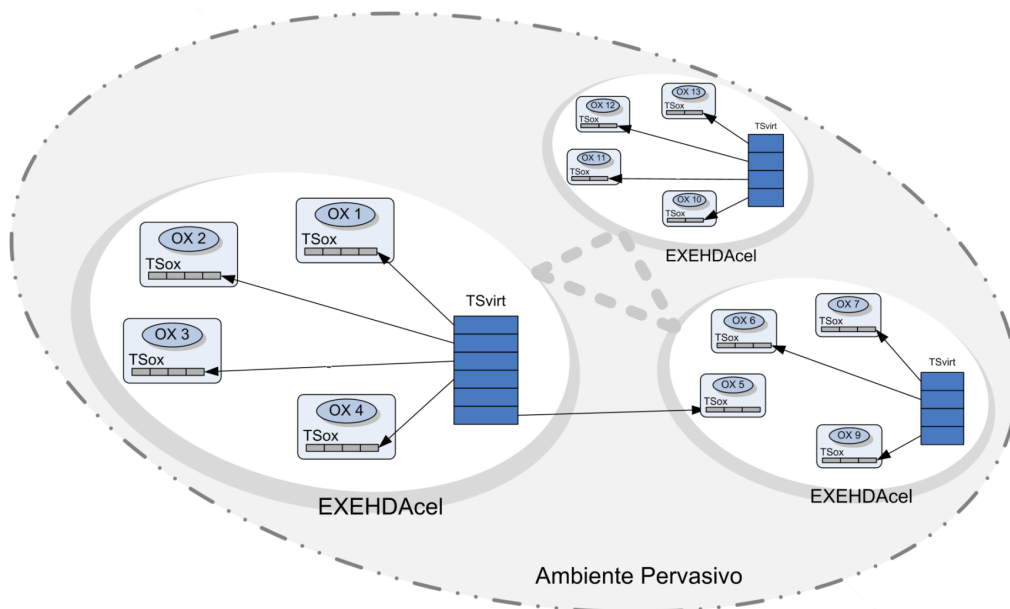 OX 13
OX 12
TSox
TSox
TSvirt
OX 11
TSox
OX 10
TSox
EXEHDAcel
OX 1
TSox
OX 2
TSox
TSvirt
OX 3
TSox
OX 4
TSox
EXEHDAcel
OX 7
TSox
OX 6
TSox
TSvirt
OX 5
TSox
OX 9
TSox
EXEHDAcel
Ambiente Pervasivo